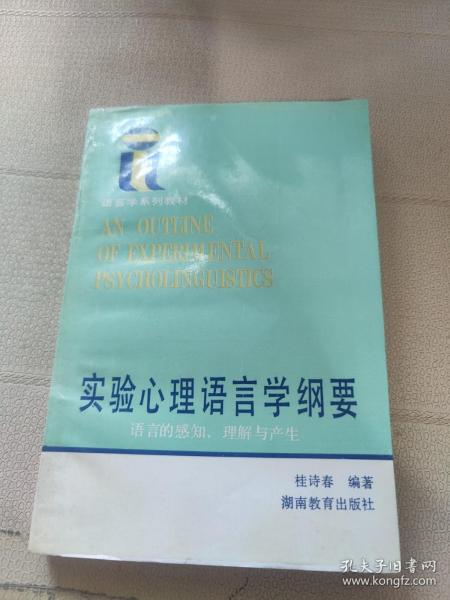 语言学系列教材
AN OUTLINE
OF EXPERIMENTAL
PSYCHOLINGUISTICS
实验心理语言学纲要
语言的感知、理解与产生
桂诗春 编著
湖南教育出版社
孔夫子旧书网
www.kongfz.com